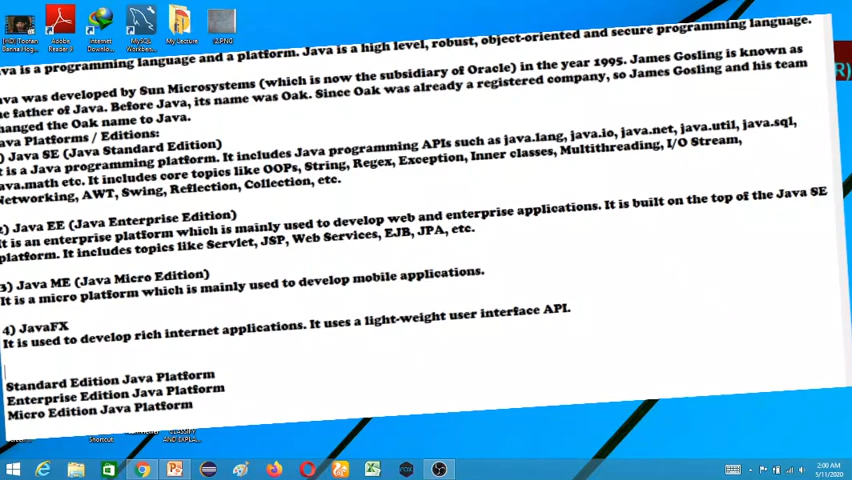 Adobe Reader 9
Internet Downlo...
MySQL Workben...
My Lecture
12.PNG
va is a programming language and a platform. Java is a high level, robust, object-oriented and secure programming language.
ava was developed by Sun Microsystems (which is now the subsidiary of Oracle) in the year 1995. James Gosling is known as
he father of Java. Before Java, its name was Oak. Since Oak was already a registered company, so James Gosling and his team
hanged the Oak name to Java.
ava Platforms / Editions:
) Java SE (Java Standard Edition)
t is a Java programming platform. It includes Java programming APIs such as java.lang, java.io, java.net, java.util, java.sql,
ava.math etc. It includes core topics like OOPs, String, Regex, Exception, Inner classes, Multithreading, I/O Stream,
Networking, AWT, Swing, Reflection, Collection, etc.
2) Java EE (Java Enterprise Edition)
It is an enterprise platform which is mainly used to develop web and enterprise applications. It is built on the top of the Java SE
platform. It includes topics like Servlet, JSP, Web Services, EJB, JPA, etc.
3) Java ME (Java Micro Edition)
It is a micro platform which is mainly used to develop mobile applications.
4) JavaFX
It is used to develop rich internet applications. It uses a light-weight user interface API.
Standard Edition Java Platform
Enterprise Edition Java Platform
Micro Edition Java Platform
Shortcut
AND EXPLA...
2:00 AM
5/11/2020